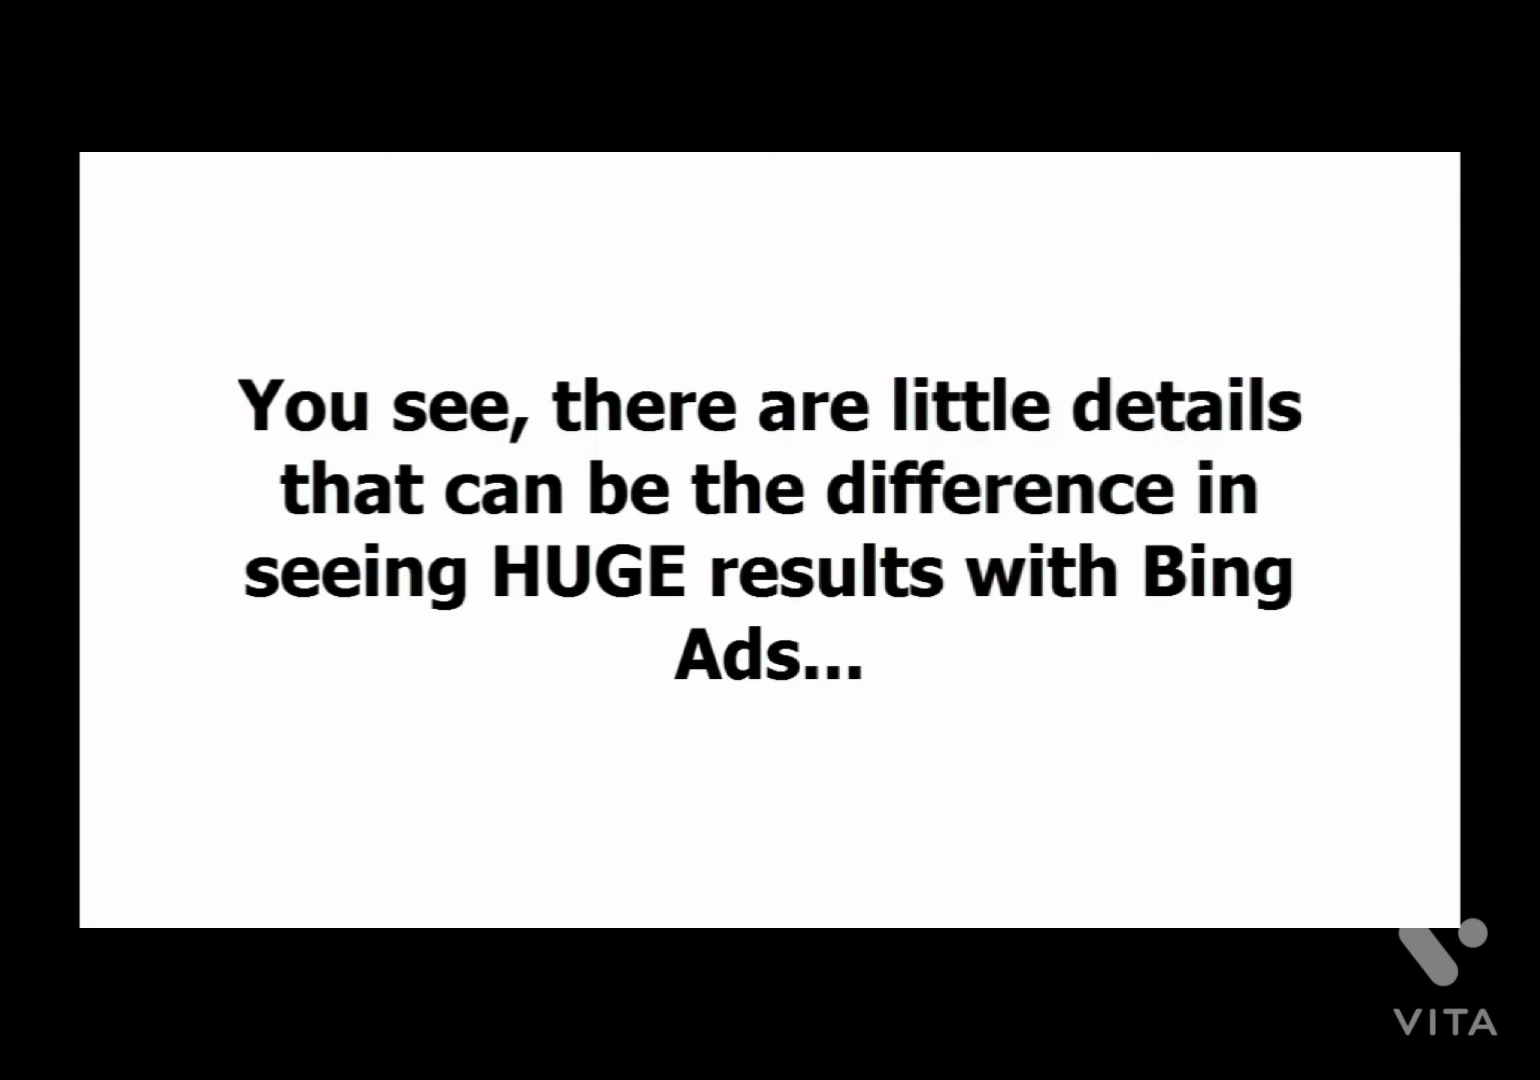 You see, there are little details
that can be the difference in
seeing HUGE results with Bing
Ads...
VITA